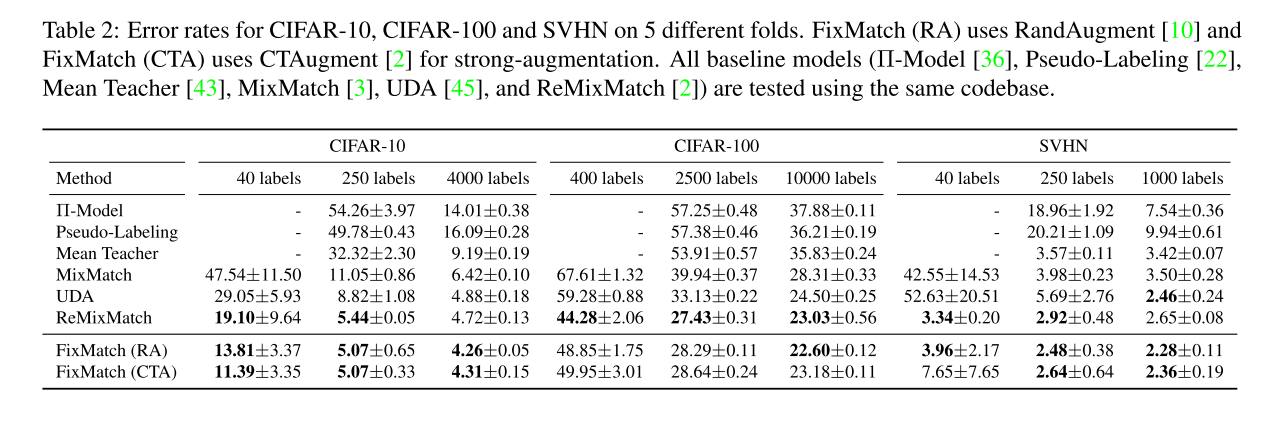 Table 2: Error rates for CIFAR-10, CIFAR-100 and SVHN on 5 different folds. FixMatch (RA) uses RandAugment [10] and
FixMatch (CTA) uses CTAugment [2] for strong-augmentation. All baseline models (Π-Model [36], Pseudo-Labeling [22],
Mean Teacher [43], MixMatch [3], UDA [45], and ReMixMatch [2]) are tested using the same codebase.
CIFAR-10 CIFAR-100 SVHN
Method 40 labels 250 labels 4000 labels 400 labels 2500 labels 10000 labels 40 labels 250 labels 1000 labels
Π-Model - 54.26±3.97 14.01±0.38 - 57.25±0.48 37.88±0.11 - 18.96±1.92 7.54±0.36
Pseudo-Labeling - 49.78±0.43 16.09±0.28 - 57.38±0.46 36.21±0.19 - 20.21±1.09 9.94±0.61
Mean Teacher - 32.32±2.30 9.19±0.19 - 53.91±0.57 35.83±0.24 - 3.57±0.11 3.42±0.07
MixMatch 47.54±11.50 11.05±0.86 6.42±0.10 67.61±1.32 39.94±0.37 28.31±0.33 42.55±14.53 3.98±0.23 3.50±0.28
UDA 29.05±5.93 8.82±1.08 4.88±0.18 59.28±0.88 33.13±0.22 24.50±0.25 52.63±20.51 5.69±2.76 2.46±0.24
ReMixMatch 19.10±9.64 5.44±0.05 4.72±0.13 44.28±2.06 27.43±0.31 23.03±0.56 3.34±0.20 2.92±0.48 2.65±0.08
FixMatch (RA) 13.81±3.37 5.07±0.65 4.26±0.05 48.85±1.75 28.29±0.11 22.60±0.12 3.96±2.17 2.48±0.38 2.28±0.11
FixMatch (CTA) 11.39±3.35 5.07±0.33 4.31±0.15 49.95±3.01 28.64±0.24 23.18±0.11 7.65±7.65 2.64±0.64 2.36±0.19